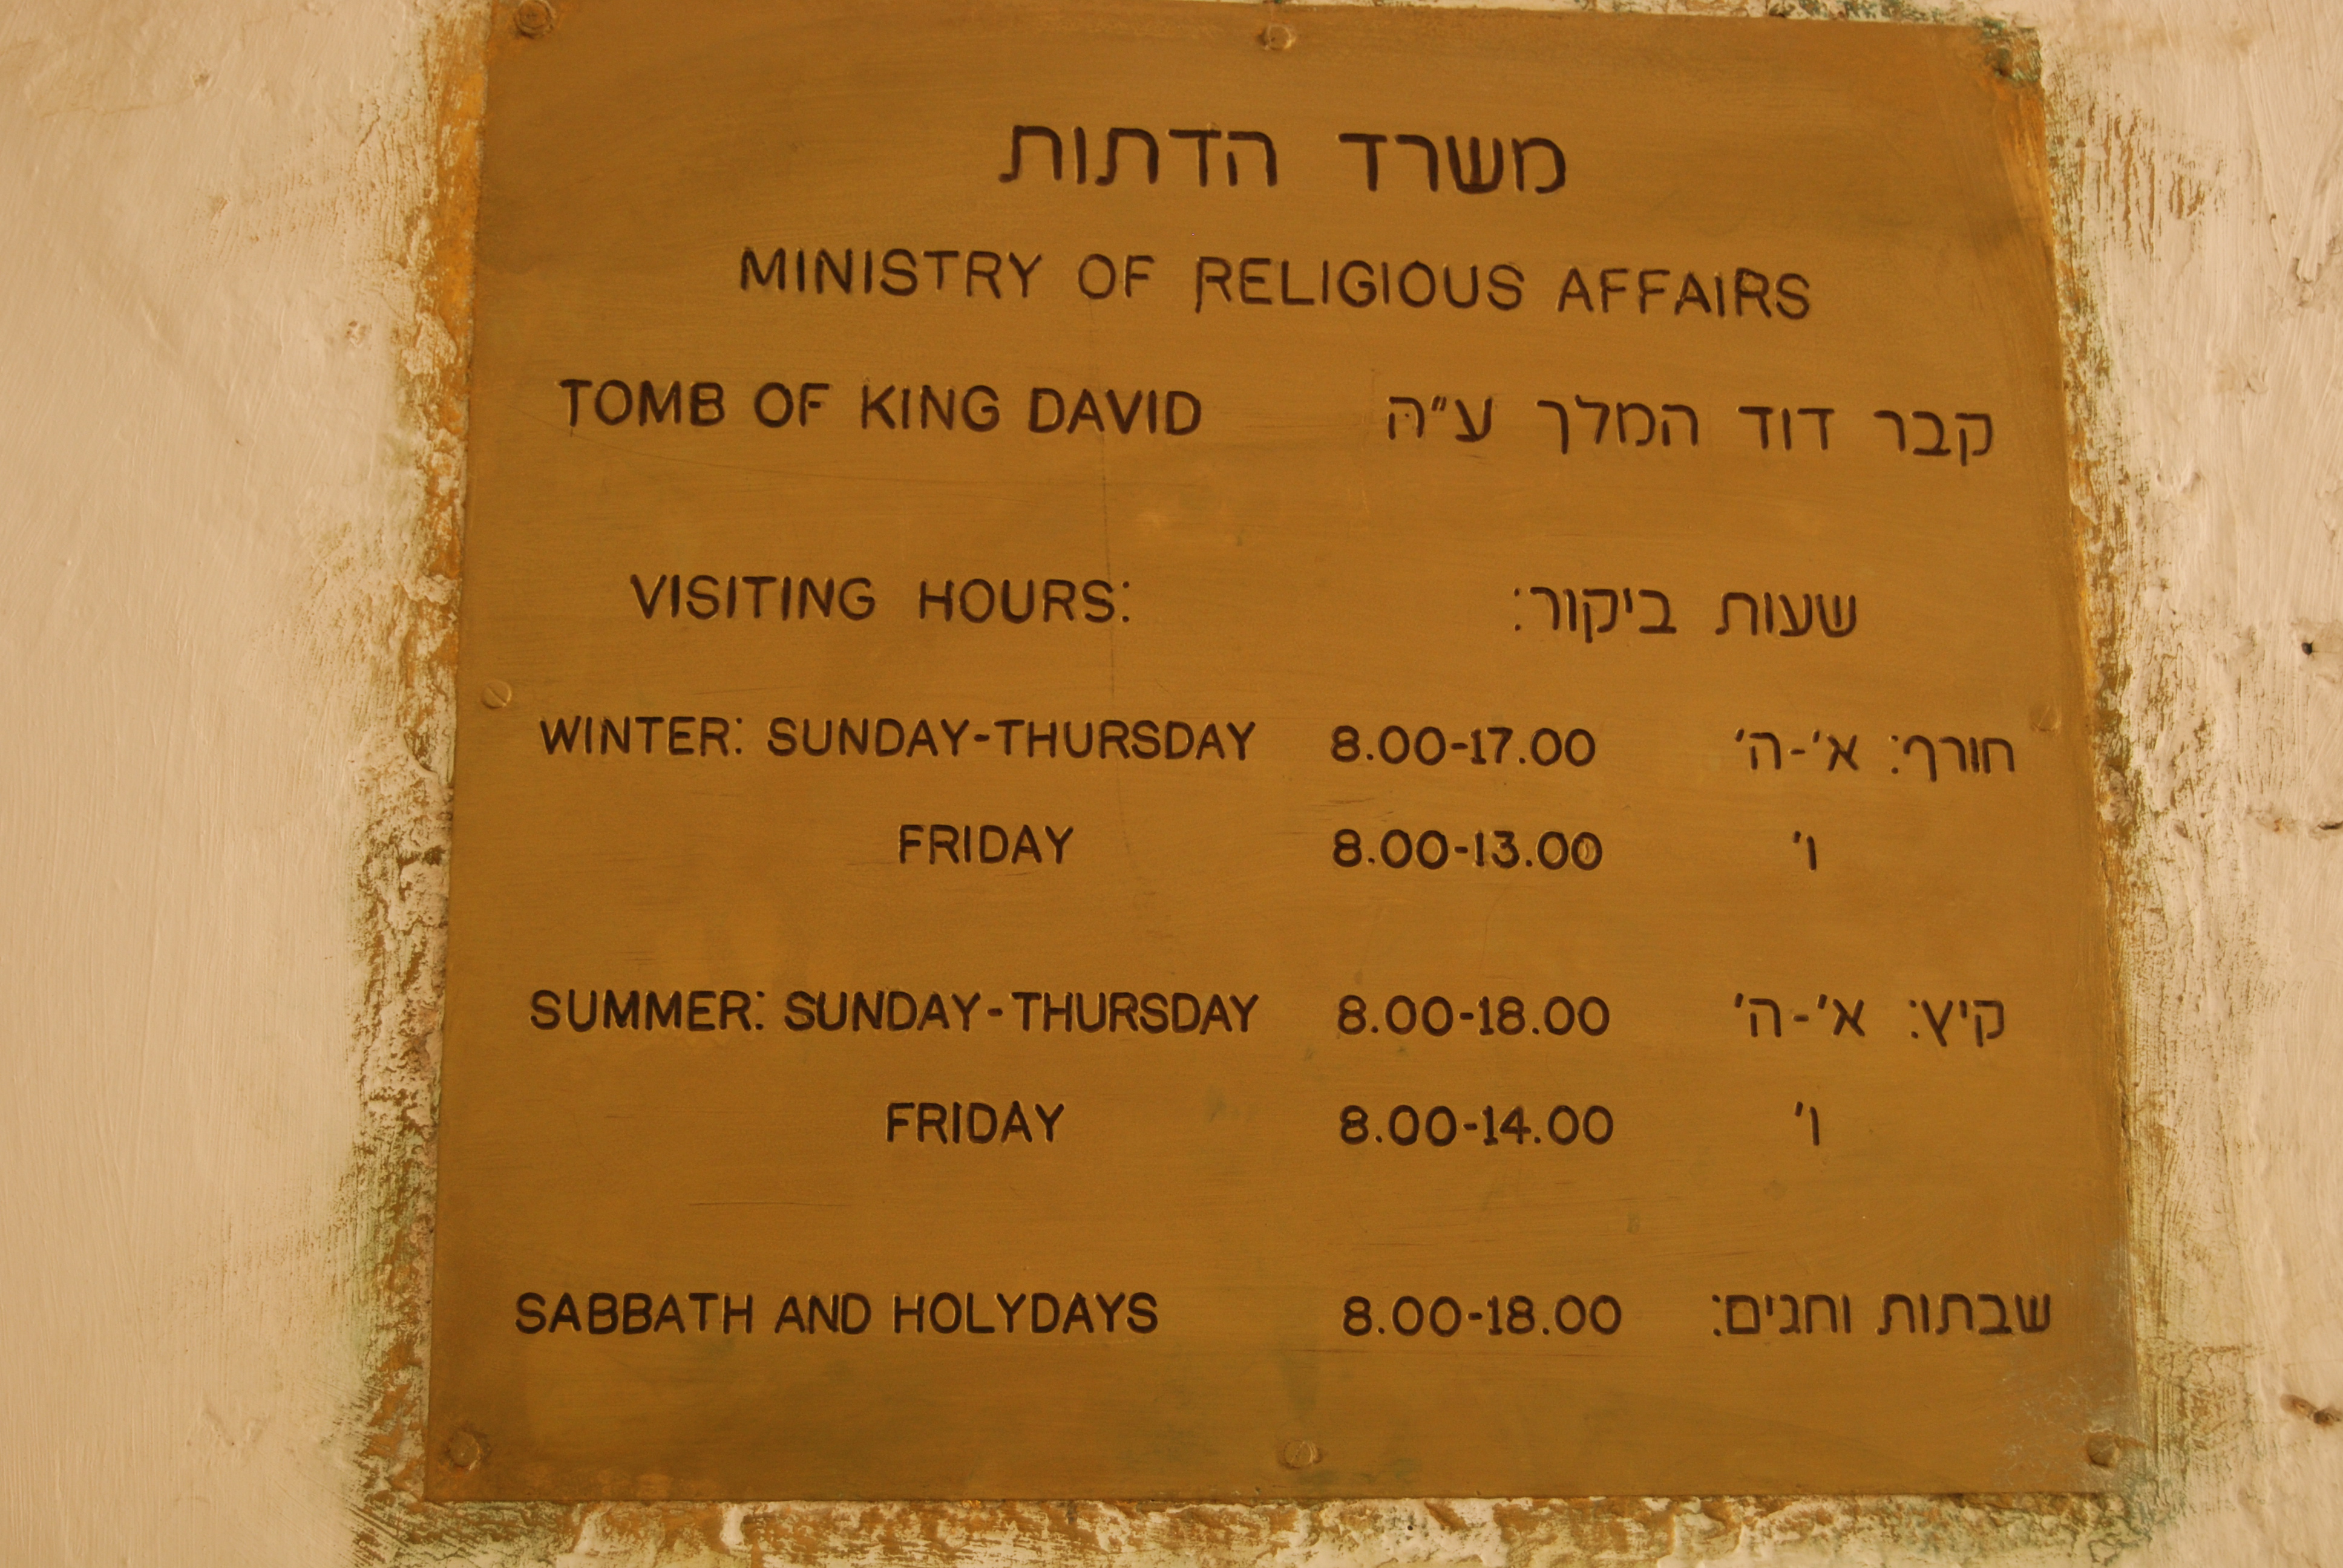 משרד הדתות
MINISTRY OF RELIGIOUS AFFAIRS
TOMB OF KING DAVID קבר דוד המלך ע״ה
VISITING HOURS: שעות ביקור:
WINTER: SUNDAY-THURSDAY 8.00-17.00 חורף: א׳-ה׳
FRIDAY 8.00-13.00 ו׳
SUMMER: SUNDAY-THURSDAY 8.00-18.00 קיץ: א׳-ה׳
FRIDAY 8.00-14.00 ו׳
SABBATH AND HOLYDAYS 8.00-18.00 שבתות וחגים: